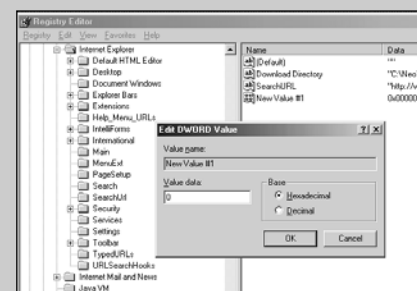 Registry Editor
Registry Edit View Favorites Help
Internet Explorer
Default HTML Editor
Desktop
Document Windows
Explorer Bars
Extensions
Help_Menu_URLs
IntelliForms
International
Main
MenuExt
PageSetup
Search
SearchUrl
Security
Services
Settings
Toolbar
TypedURLs
URLSearchHooks
Internet Mail and News
Java VM
Name Data
(Default) ""
Download Directory
SearchURL "http://
New Value #1 0x00000
Edit DWORD Value
Value name:
New Value #1
Value data:
0
Base
Hexadecimal
Decimal
OK Cancel